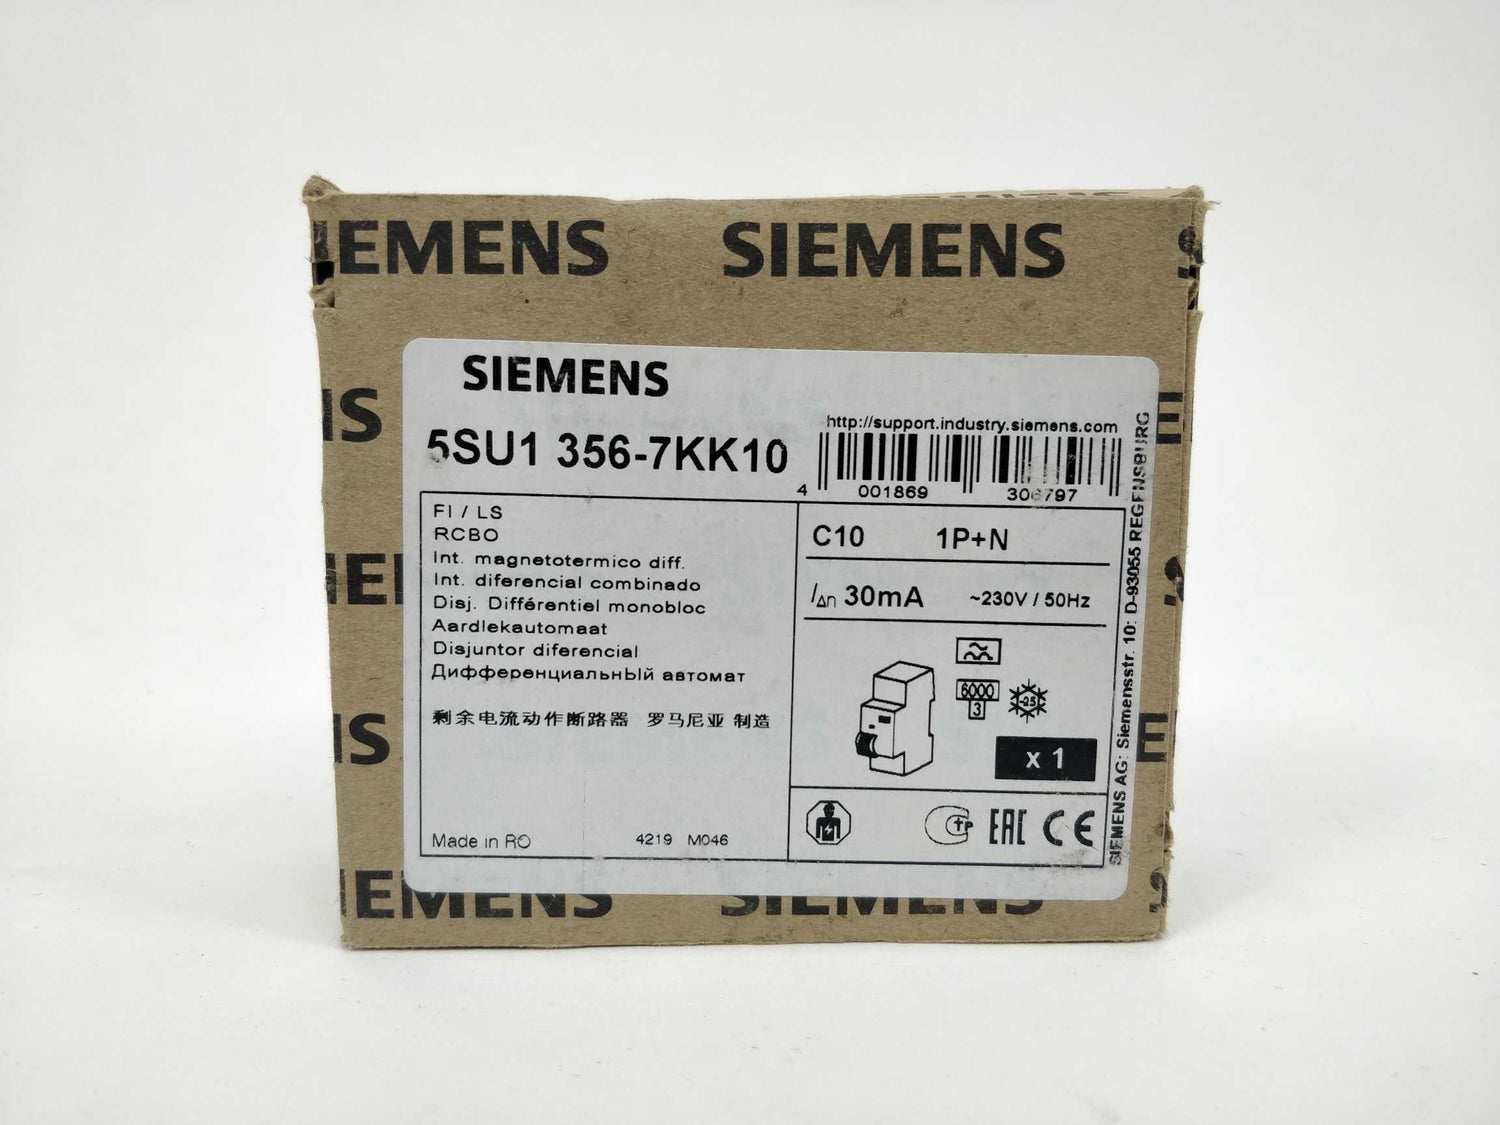 SIEMENS SIEMENS
SIEMENS
5SU1 356-7KK10
http://support.industry.siemens.com
4 001869 306797
FI / LS
RCBO
Int. magnetotermico diff.
Int. diferencial combinado
Disj. Différentiel monobloc
Aardlekautomaat
Disjuntor diferencial
ДифференциальНЫй автомат
剩余电流动作断路器 罗马尼亚 制造
Made in RO 4219 M046
C10 1P+N
I∆n 30mA ~230V / 50Hz
6000
3
-25
x 1
EAC CE
SIEMENS AG: Siemensstr. 10: D-93055 REGENSBURG
SIEMENS SIEMENS